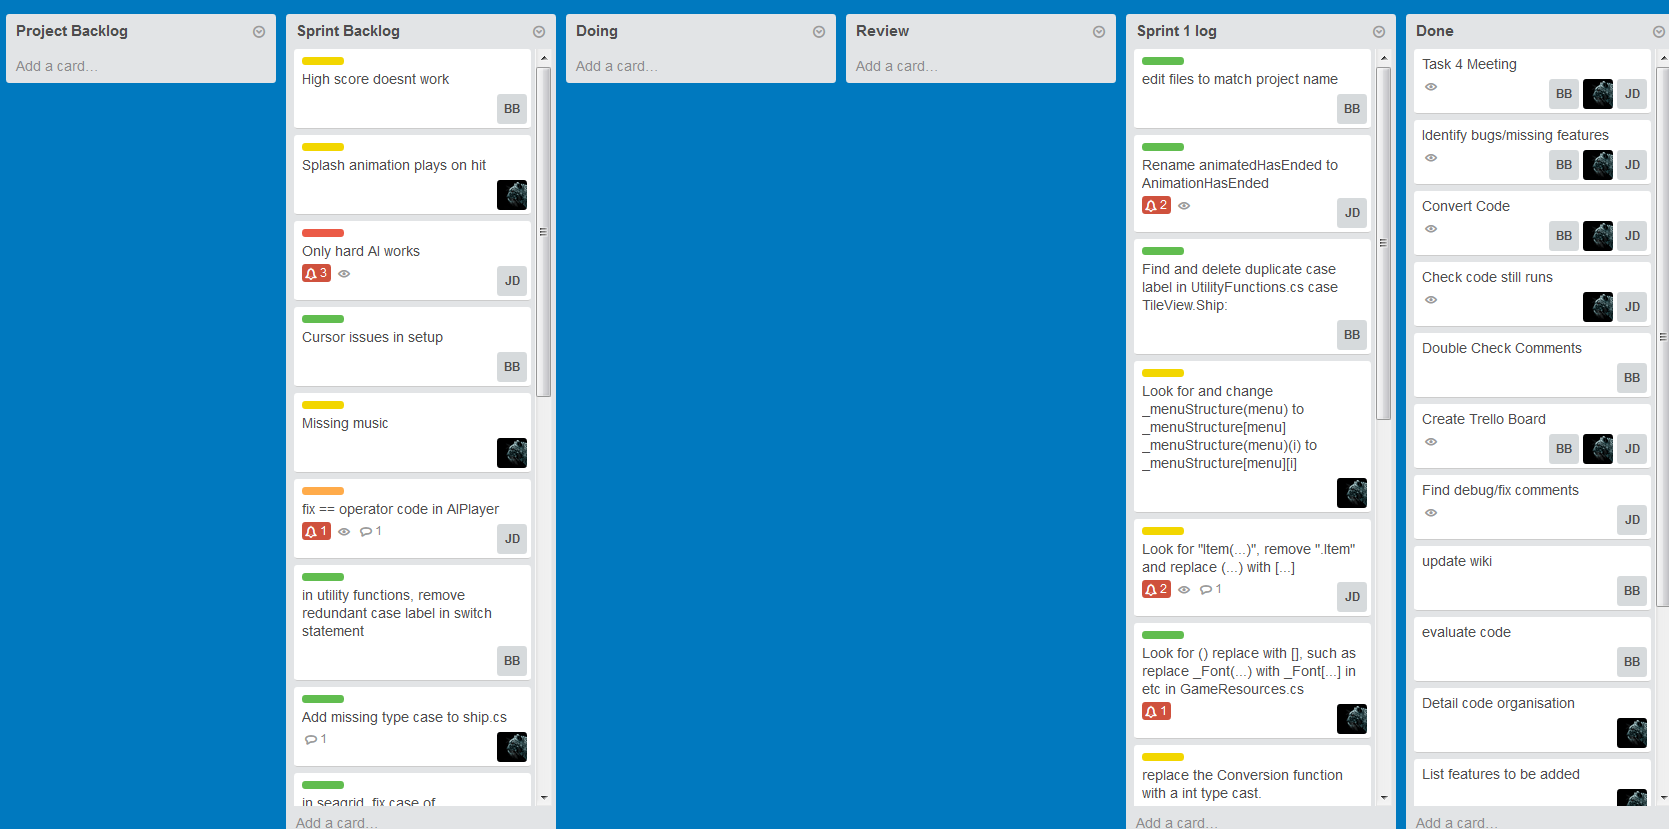 Project Backlog
Add a card...
Sprint Backlog
High score doesnt work
BB
Splash animation plays on hit
Only hard AI works
3
JD
Cursor issues in setup
BB
Missing music
fix == operator code in AIPlayer
1
1
JD
in utility functions, remove
redundant case label in switch
statement
BB
Add missing type case to ship.cs
1
in seagrid, fix case of
Add a card...
Doing
Add a card...
Review
Add a card...
Sprint 1 log
edit files to match project name
BB
Rename animatedHasEnded to
AnimationHasEnded
2
JD
Find and delete duplicate case
label in UtilityFunctions.cs case
TileView.Ship:
BB
Look for and change
_menuStructure(menu) to
_menuStructure[menu]
_menuStructure(menu)(i) to
_menuStructure[menu][i]
Look for "Item(...)", remove ".Item"
and replace (...) with [...]
2
1
JD
Look for () replace with [], such as
replace _Font(...) with _Font[...] in
etc in GameResources.cs
1
replace the Conversion function
with a int type cast.
Add a card...
Done
Task 4 Meeting
BB JD
Identify bugs/missing features
BB JD
Convert Code
BB JD
Check code still runs
JD
Double Check Comments
BB
Create Trello Board
BB JD
Find debug/fix comments
JD
update wiki
BB
evaluate code
BB
Detail code organisation
List features to be added
Add a card...